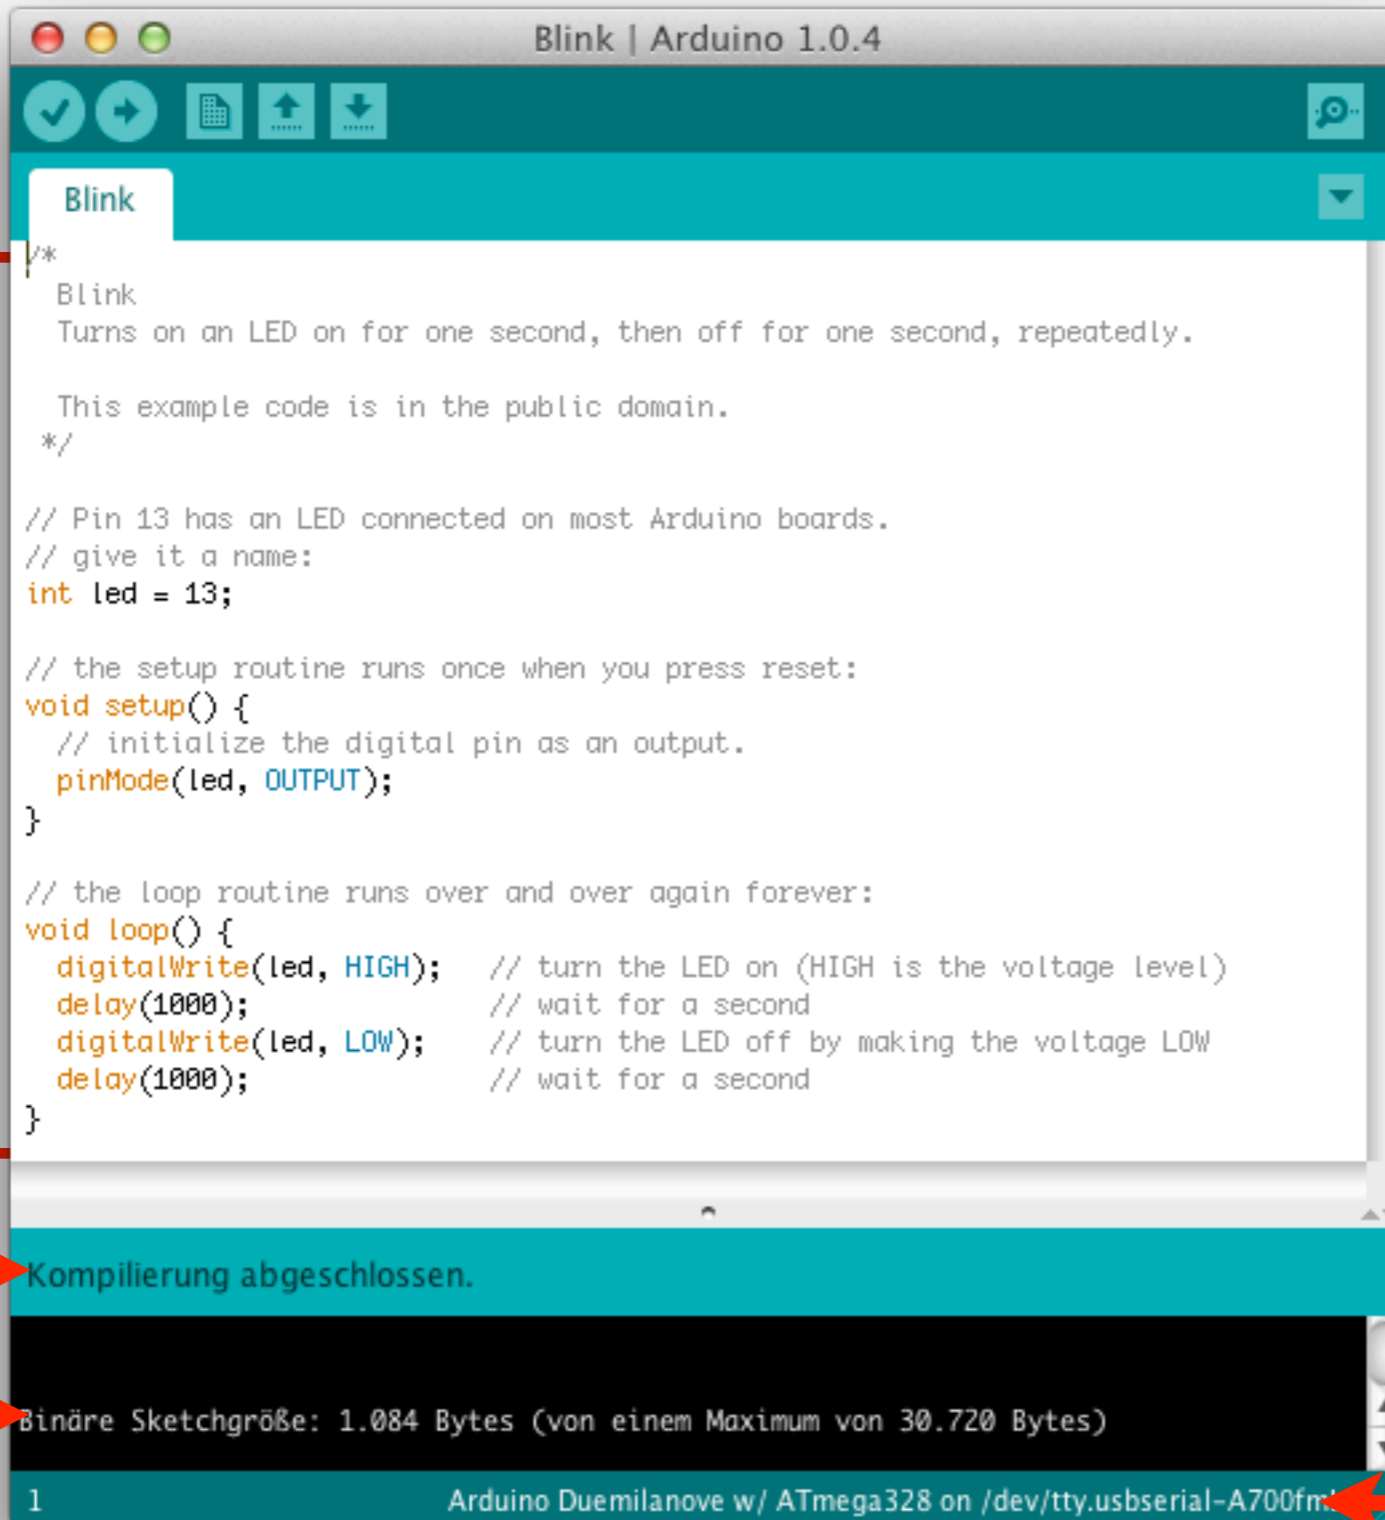 Blink | Arduino 1.0.4
Blink
/*
  Blink
  Turns on an LED on for one second, then off for one second, repeatedly.

  This example code is in the public domain.
 */

// Pin 13 has an LED connected on most Arduino boards.
// give it a name:
int led = 13;

// the setup routine runs once when you press reset:
void setup() {
  // initialize the digital pin as an output.
  pinMode(led, OUTPUT);
}

// the loop routine runs over and over again forever:
void loop() {
  digitalWrite(led, HIGH);   // turn the LED on (HIGH is the voltage level)
  delay(1000);               // wait for a second
  digitalWrite(led, LOW);    // turn the LED off by making the voltage LOW
  delay(1000);               // wait for a second
}
Kompilierung abgeschlossen.
Binäre Sketchgröße: 1.084 Bytes (von einem Maximum von 30.720 Bytes)
1 Arduino Duemilanove w/ ATmega328 on